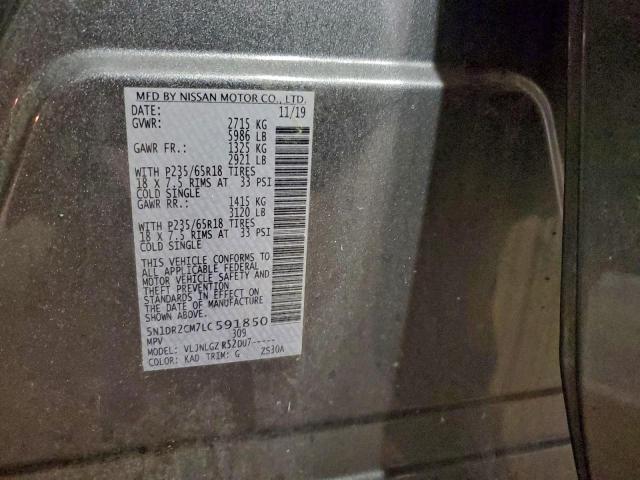 MFD BY NISSAN MOTOR CO., LTD.
DATE: 11/19
GVWR: 2715 KG
5986 LB
GAWR FR.: 1325 KG
2921 LB
WITH P235/65R18 TIRES
18 X 7.5 RIMS AT 33 PSI
COLD SINGLE
GAWR RR.: 1415 KG
3120 LB
WITH P235/65R18 TIRES
18 X 7.5 RIMS AT 33 PSI
COLD SINGLE
THIS VEHICLE CONFORMS TO
ALL APPLICABLE FEDERAL
MOTOR VEHICLE SAFETY AND
THEFT PREVENTION
STANDARDS IN EFFECT ON
THE DATE OF MANUFACTURE
SHOWN ABOVE.
5N1DR2CM7LC591850
MPV 309
MODEL: VLJNLGZ R52DU7-----
COLOR: KAD TRIM: G ZS30A